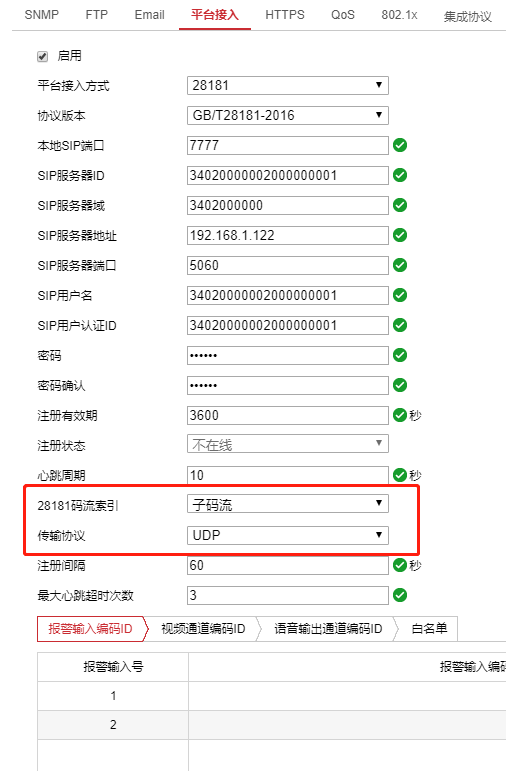 SNMP FTP Email 平台接入 HTTPS QoS 802.1x 集成协议
启用
平台接入方式 28181
协议版本 GB/T28181-2016
本地SIP端口 7777
SIP服务器ID 34020000002000000001
SIP服务器域 3402000000
SIP服务器地址 192.168.1.122
SIP服务器端口 5060
SIP用户名 34020000002000000001
SIP用户认证ID 34020000002000000001
密码 ••••••
密码确认 ••••••
注册有效期 3600 秒
注册状态 不在线
心跳周期 10 秒
28181码流索引 子码流
传输协议 UDP
注册间隔 60 秒
最大心跳超时次数 3
报警输入编码ID 视频通道编码ID 语音输出通道编码ID 白名单
报警输入号 报警输入编码
1
2